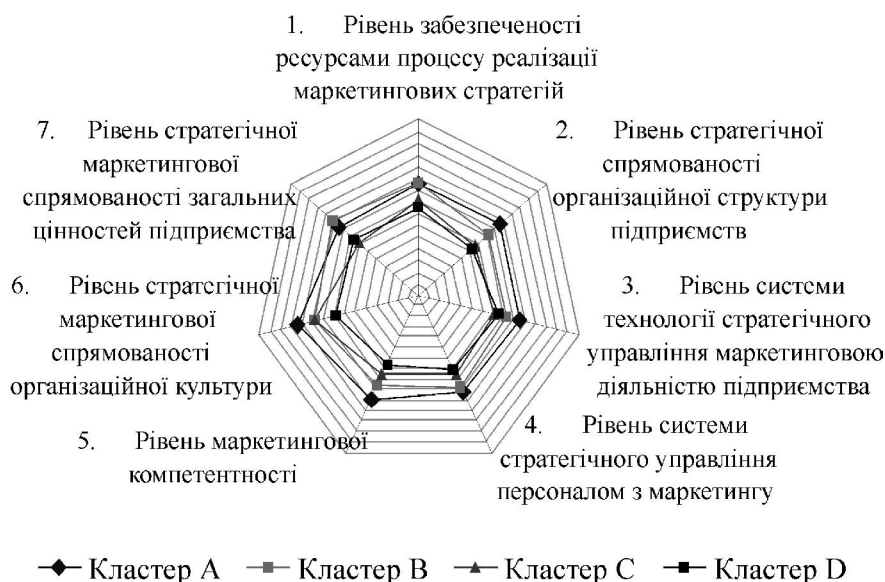 1. Рівень забезпеченості
ресурсами процесу реалізації
маркетингових стратегій
2. Рівень стратегічної
спрямованості
організаційної структури
підприємств
3. Рівень системи
технології стратегічного
управління маркетинговою
діяльністю підприємства
4. Рівень системи
стратегічного управління
персоналом з маркетингу
5. Рівень маркетингової
компетентності
6. Рівень стратегічної
маркетингової
спрямованості
організаційної культури
7. Рівень стратегічної
маркетингової
спрямованості загальних
цінностей підприємства
Кластер A Кластер B Кластер C Кластер D